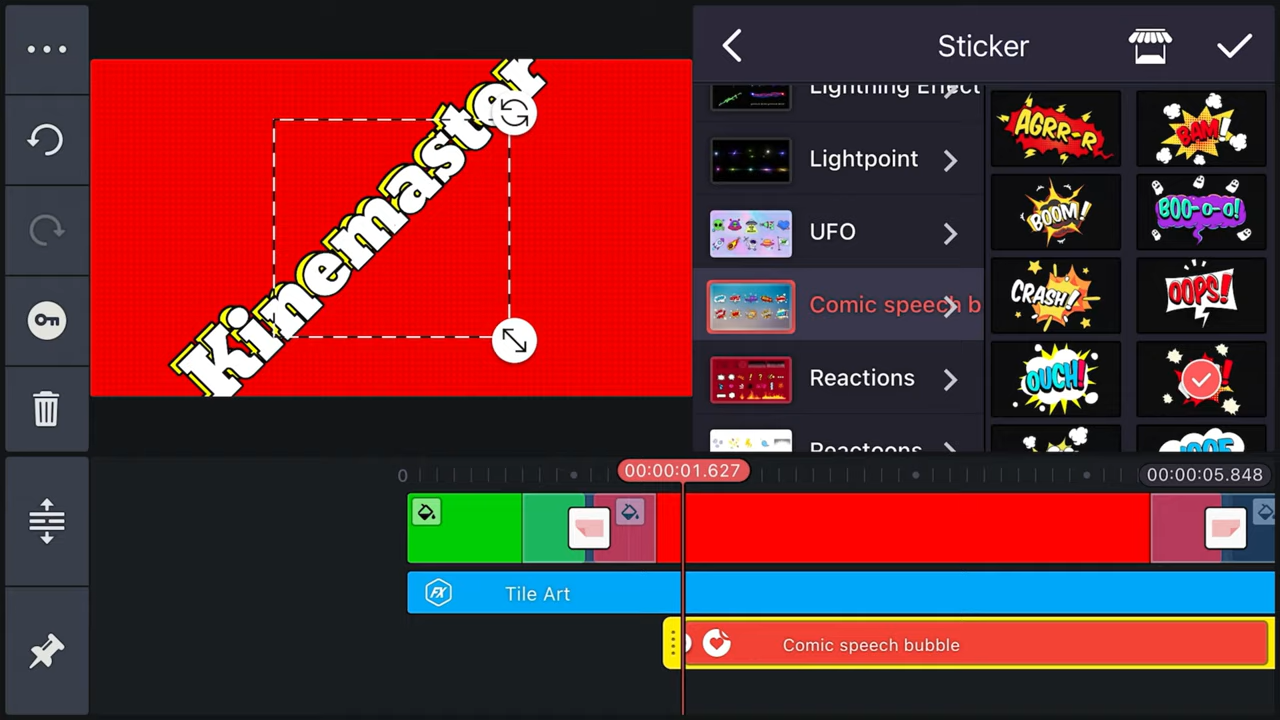 Sticker
Kinemaster
Lightning Effect
Lightpoint
UFO
Comic speech b
Reactions
Reactoons
AGRR-R
BAM!
BOOM!
BOO-O-O!
CRASH!
OOPS!
OUCH!
0
00:00:01.627
00:00:05.848
FX
Tile Art
Comic speech bubble